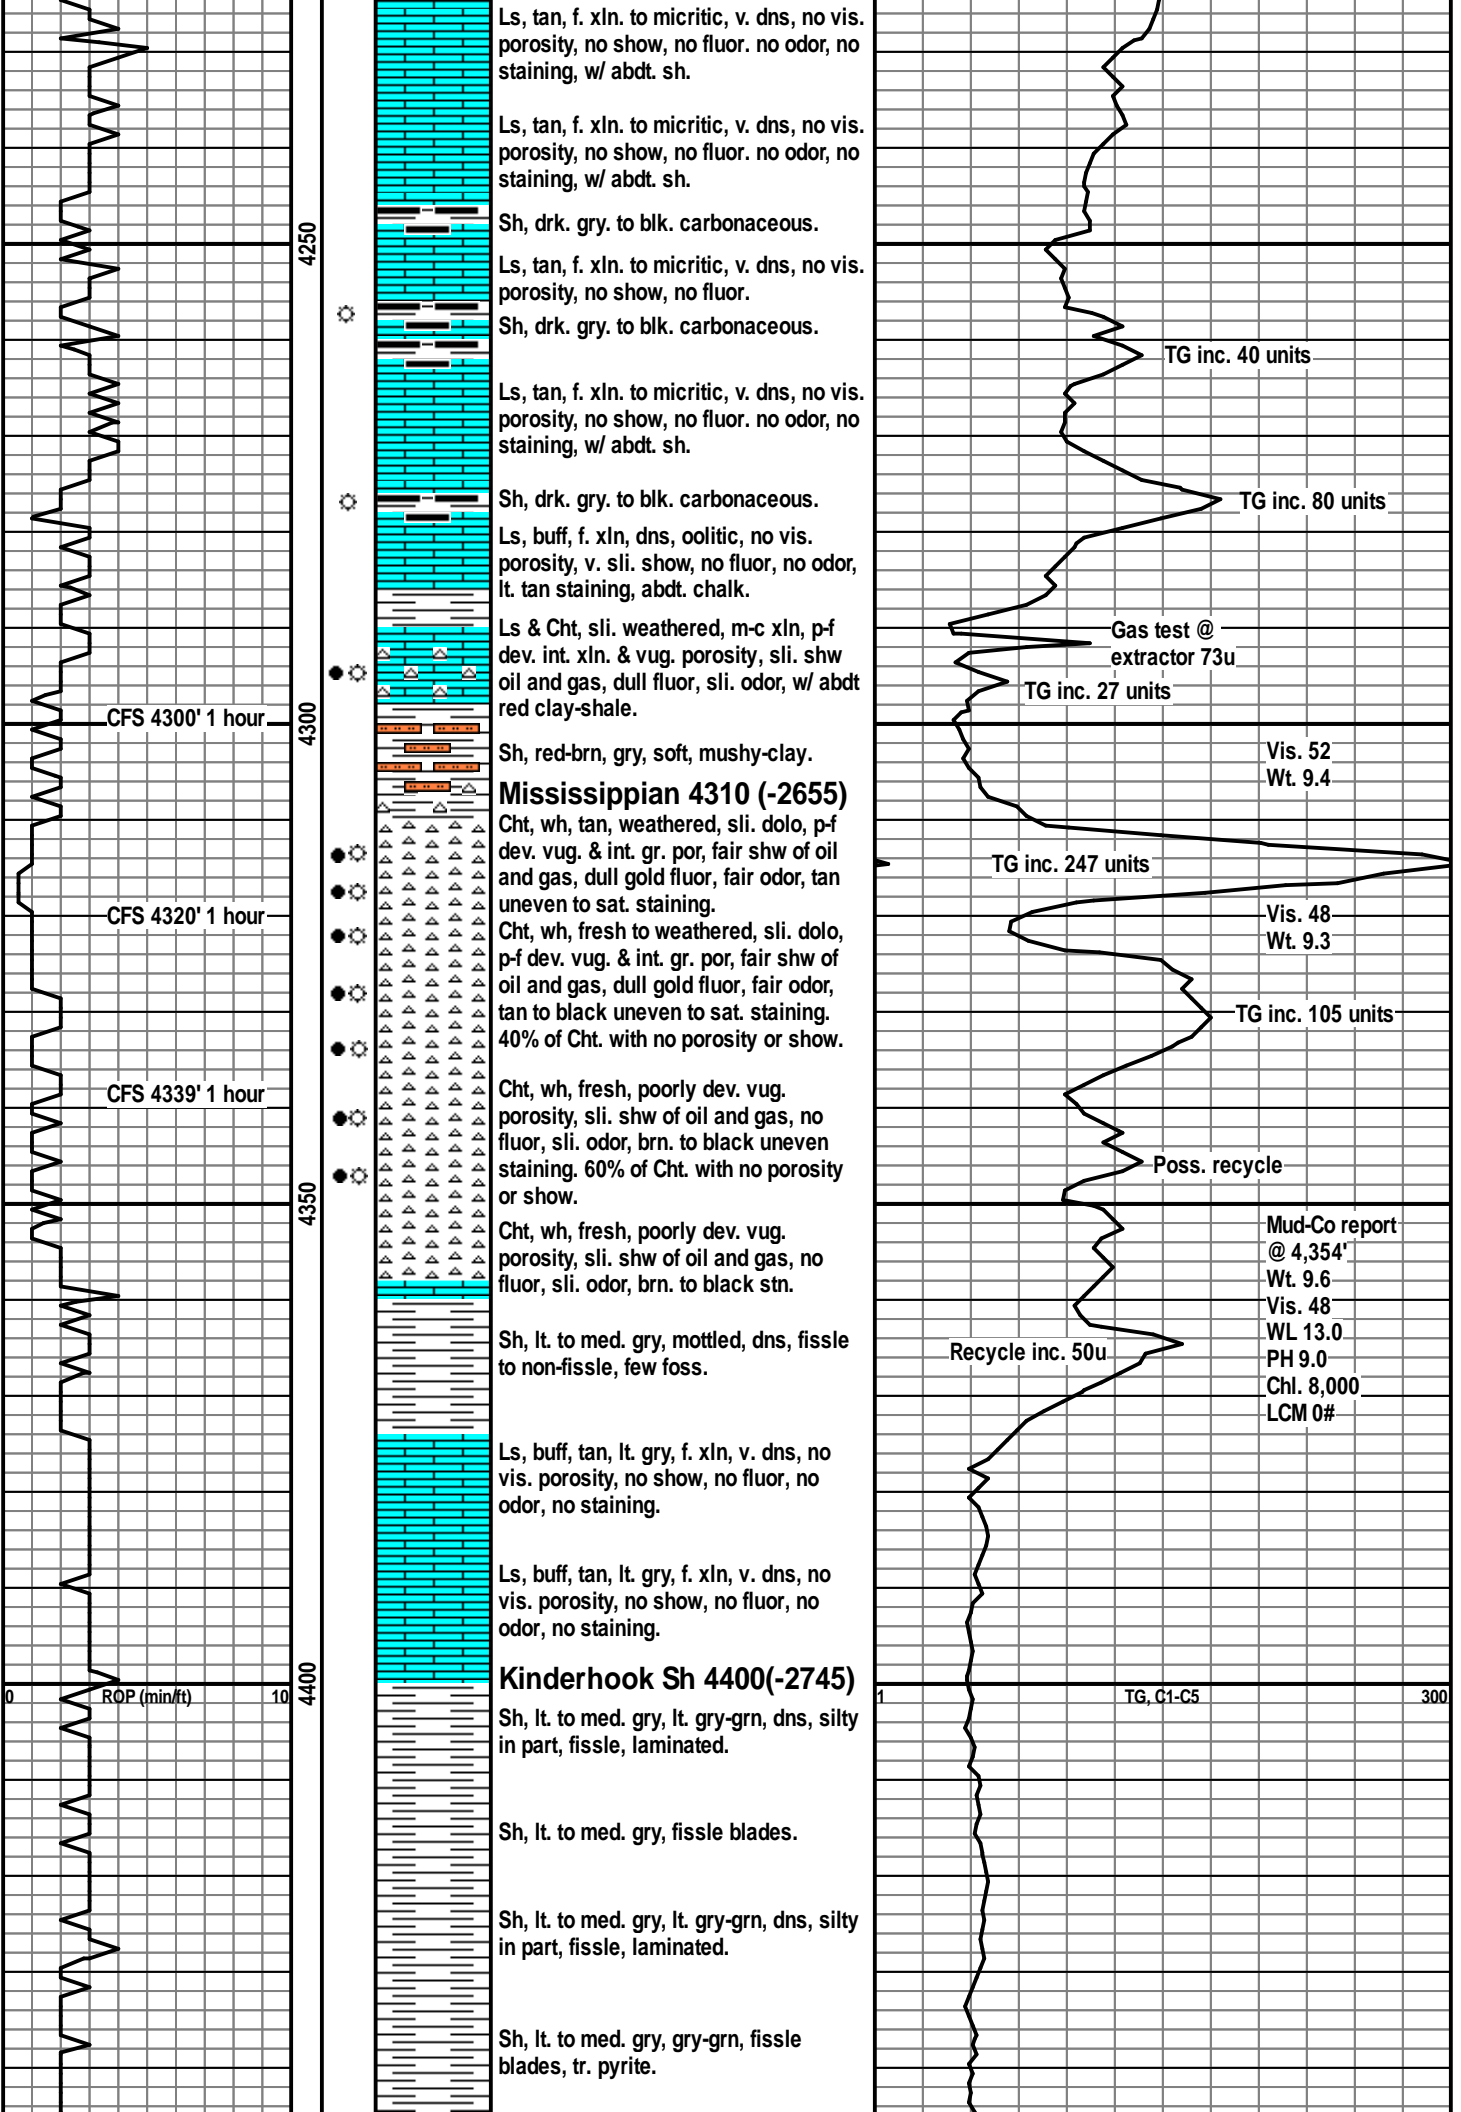 Ls, tan, f. xln. to micritic, v. dns, no vis.
porosity, no show, no fluor. no odor, no
staining, w/ abdt. sh.
Ls, tan, f. xln. to micritic, v. dns, no vis.
porosity, no show, no fluor. no odor, no
staining, w/ abdt. sh.
Sh, drk. gry. to blk. carbonaceous.
4250
Ls, tan, f. xln. to micritic, v. dns, no vis.
porosity, no show, no fluor.
Sh, drk. gry. to blk. carbonaceous.
TG inc. 40 units
Ls, tan, f. xln. to micritic, v. dns, no vis.
porosity, no show, no fluor. no odor, no
staining, w/ abdt. sh.
Sh, drk. gry. to blk. carbonaceous.
TG inc. 80 units
Ls, buff, f. xln, dns, oolitic, no vis.
porosity, v. sli. show, no fluor, no odor,
lt. tan staining, abdt. chalk.
Ls & Cht, sli. weathered, m-c xln, p-f
dev. int. xln. & vug. porosity, sli. shw
oil and gas, dull fluor, sli. odor, w/ abdt
red clay-shale.
Gas test @
extractor 73u
TG inc. 27 units
CFS 4300' 1 hour
4300
Sh, red-brn, gry, soft, mushy-clay.
Vis. 52
Wt. 9.4
Mississippian 4310 (-2655)
Cht, wh, tan, weathered, sli. dolo, p-f
dev. vug. & int. gr. por, fair shw of oil
and gas, dull gold fluor, fair odor, tan
uneven to sat. staining.
TG inc. 247 units
CFS 4320' 1 hour
Vis. 48
Wt. 9.3
Cht, wh, fresh to weathered, sli. dolo,
p-f dev. vug. & int. gr. por, fair shw of
oil and gas, dull gold fluor, fair odor,
tan to black uneven to sat. staining.
40% of Cht. with no porosity or show.
TG inc. 105 units
CFS 4339' 1 hour
Cht, wh, fresh, poorly dev. vug.
porosity, sli. shw of oil and gas, no
fluor, sli. odor, brn. to black uneven
staining. 60% of Cht. with no porosity
or show.
Poss. recycle
4350
Cht, wh, fresh, poorly dev. vug.
porosity, sli. shw of oil and gas, no
fluor, sli. odor, brn. to black stn.
Mud-Co report
@ 4,354'
Wt. 9.6
Vis. 48
WL 13.0
PH 9.0
Chl. 8,000
LCM 0#
Sh, lt. to med. gry, mottled, dns, fissle
to non-fissle, few foss.
Recycle inc. 50u
Ls, buff, tan, lt. gry, f. xln, v. dns, no
vis. porosity, no show, no fluor, no
odor, no staining.
Ls, buff, tan, lt. gry, f. xln, v. dns, no
vis. porosity, no show, no fluor, no
odor, no staining.
Kinderhook Sh 4400(-2745)
0 ROP (min/ft) 10
4400
1 TG, C1-C5 300
Sh, lt. to med. gry, lt. gry-grn, dns, silty
in part, fissle, laminated.
Sh, lt. to med. gry, fissle blades.
Sh, lt. to med. gry, lt. gry-grn, dns, silty
in part, fissle, laminated.
Sh, lt. to med. gry, gry-grn, fissle
blades, tr. pyrite.